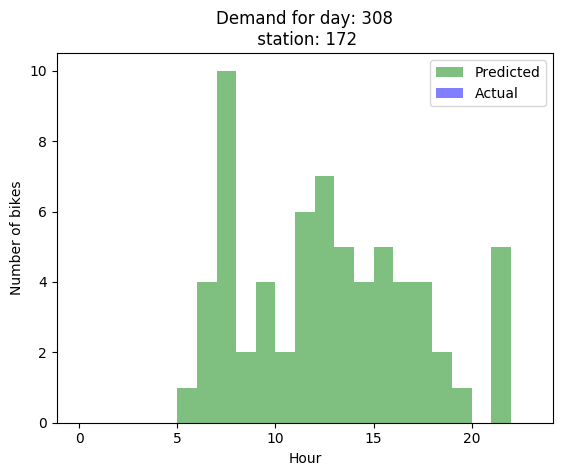 Demand for day: 308
station: 172
Predicted
Actual
Number of bikes
10
8
6
4
2
0
0 5 10 15 20
Hour